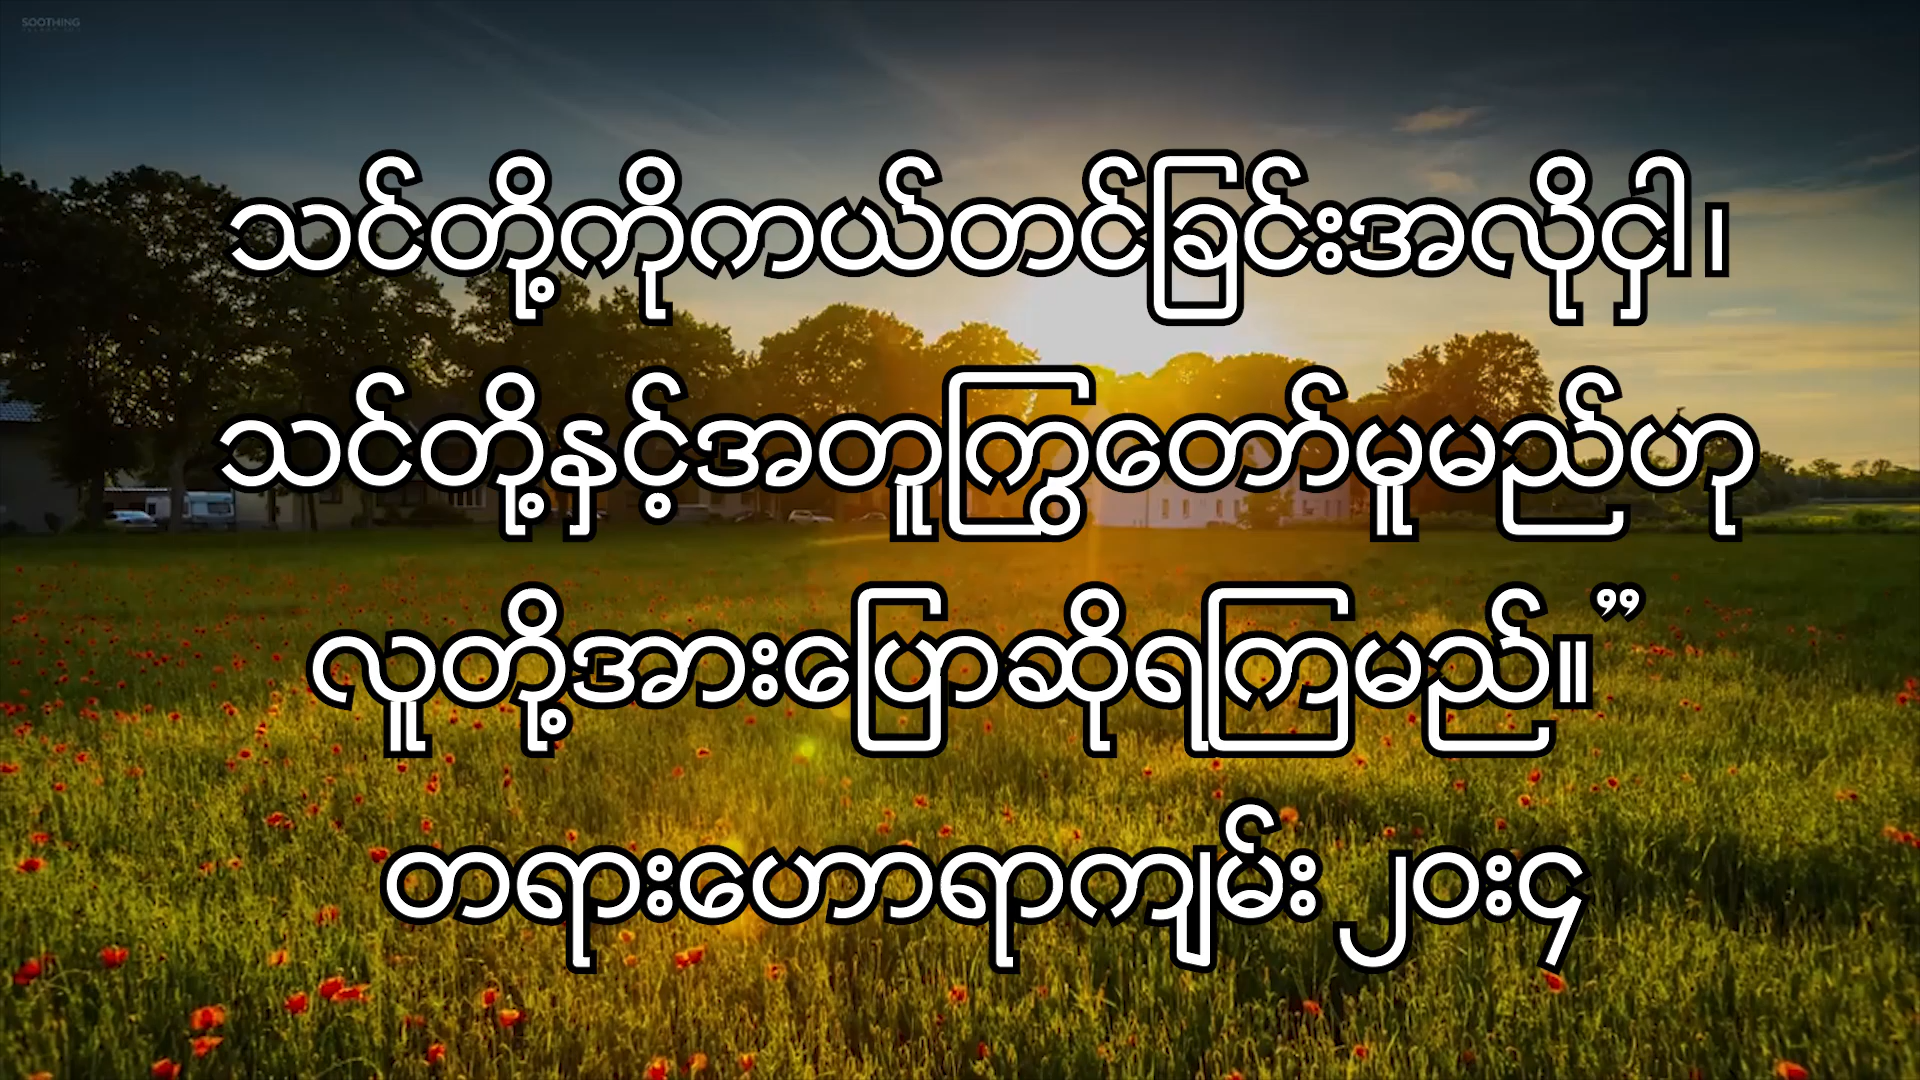 SOOTHING
သင်တို့ကိုကယ်တင်ခြင်းအလိုငှါ၊
သင်တို့နှင့်အတူကြွတော်မူမည်ဟု
လူတို့အားပြောဆိုရကြမည်။”
တရားဟောရာကျမ်း ၂၀း၄